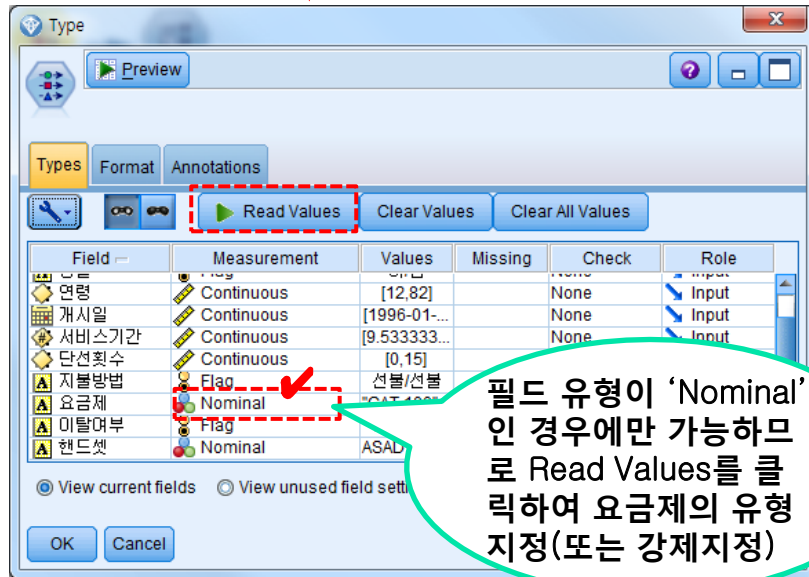 Type
Preview
Types Format Annotations
Read Values Clear Values Clear All Values
Field Measurement Values Missing Check Role
연령 Continuous [12,82] None Input
개시일 Continuous [1996-01-... None Input
서비스기간 Continuous [9.533333... None Input
단선횟수 Continuous [0,15]
지불방법 Flag 선불/선불
요금제 Nominal
이탈여부 Flag
핸드셋 Nominal ASAD
View current fields View unused field
OK Cancel
필드 유형이 ‘Nominal’
인 경우에만 가능하므
로 Read Values를 클
릭하여 요금제의 유형
지정(또는 강제지정)